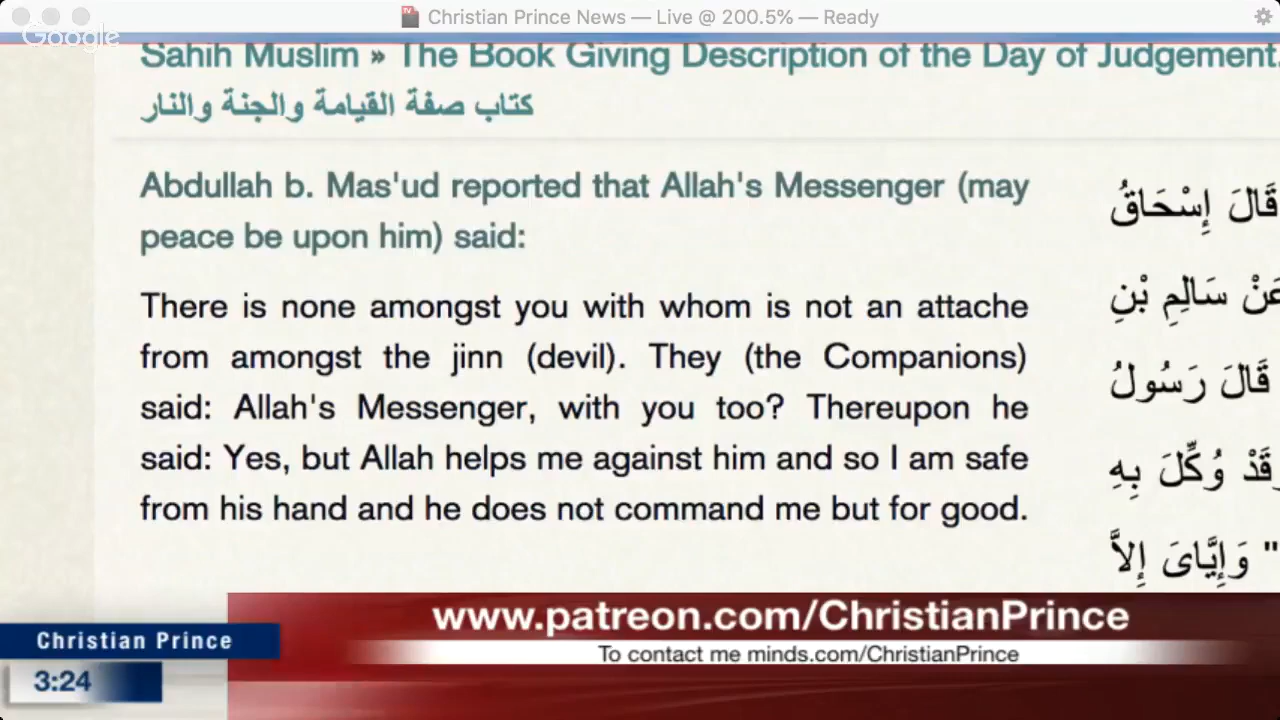 Christian Prince News — Live @ 200.5% — Ready
Google
Sahih Muslim » The Book Giving Description of the Day of Judgement.
كتاب صفة القيامة والجنة والنار
Abdullah b. Mas'ud reported that Allah's Messenger (may
peace be upon him) said:
There is none amongst you with whom is not an attache
from amongst the jinn (devil). They (the Companions)
said: Allah's Messenger, with you too? Thereupon he
said: Yes, but Allah helps me against him and so I am safe
from his hand and he does not command me but for good.
قَالَ إِسْحَاقُ
عَنْ سَالِمِ بْنِ
قَالَ رَسُولُ
وُكِّلَ بِهِ
" وَإِيَّاىَ إِلاَّ
www.patreon.com/ChristianPrince
Christian Prince
To contact me minds.com/ChristianPrince
3:24